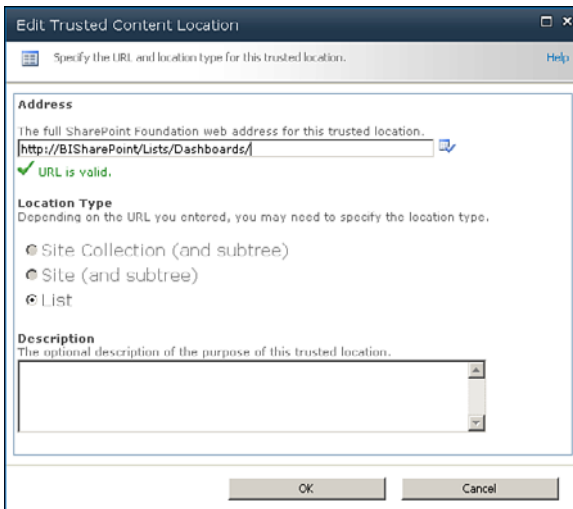 Edit Trusted Content Location
Specify the URL and location type for this trusted location.
Help
Address
The full SharePoint Foundation web address for this trusted location.
http://BISharePoint/Lists/Dashboards/
URL is valid.
Location Type
Depending on the URL you entered, you may need to specify the location type.
Site Collection (and subtree)
Site (and subtree)
List
Description
The optional description of the purpose of this trusted location.
OK
Cancel